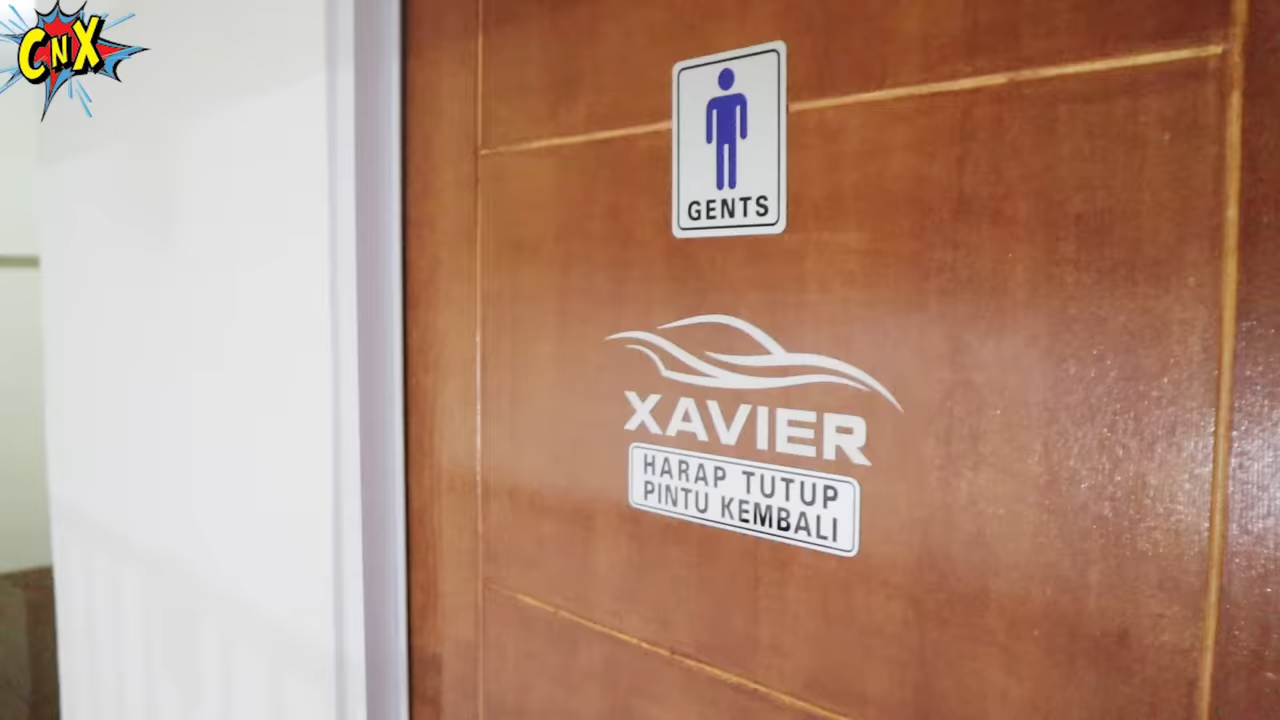 CNX
GENTS
XAVIER
HARAP TUTUP
PINTU KEMBALI